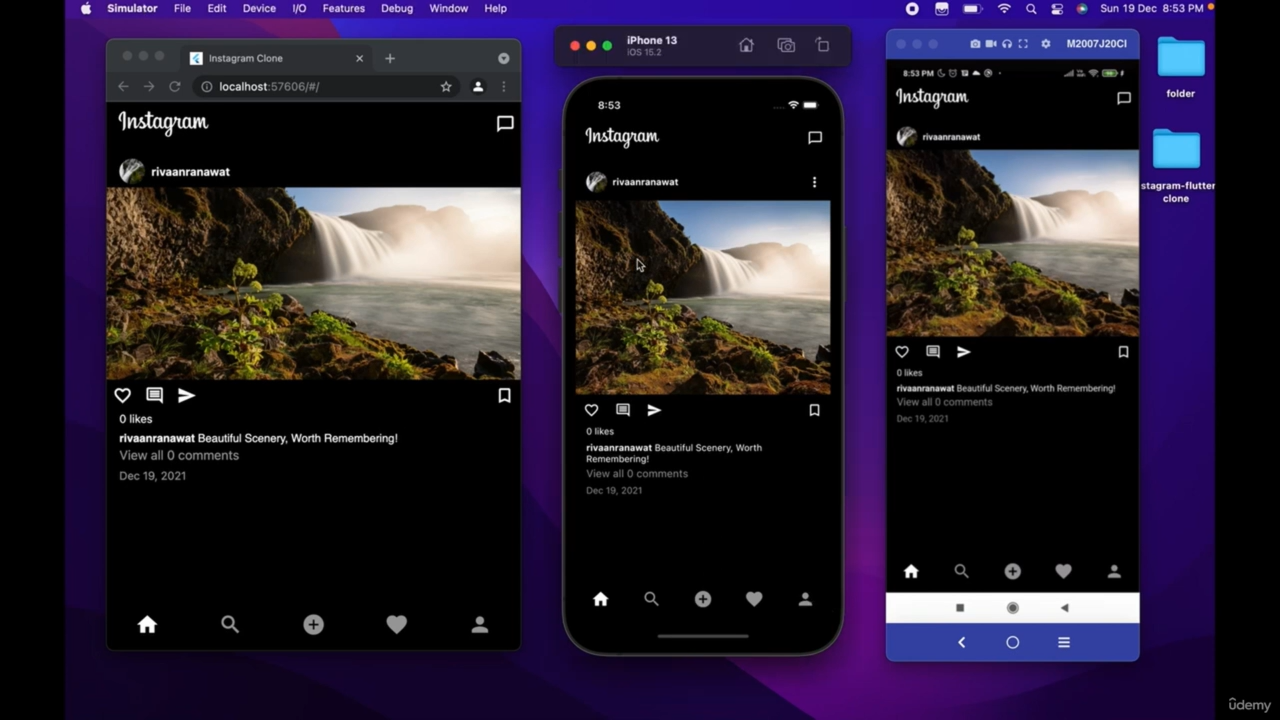 Simulator File Edit Device I/O Features Debug Window Help Sun 19 Dec 8:53 PM
Instagram Clone
localhost:57606/#/
Instagram
rivaanranawat
0 likes
rivaanranawat Beautiful Scenery, Worth Remembering!
View all 0 comments
Dec 19, 2021
iPhone 13
iOS 15.2
8:53
Instagram
rivaanranawat
0 likes
rivaanranawat Beautiful Scenery, Worth
Remembering!
View all 0 comments
Dec 19, 2021
M2007J20CI
8:53 PM
Instagram
rivaanranawat
0 likes
rivaanranawat Beautiful Scenery, Worth Remembering!
View all 0 comments
Dec 19, 2021
folder
stagram-flutter
clone
ûdemy